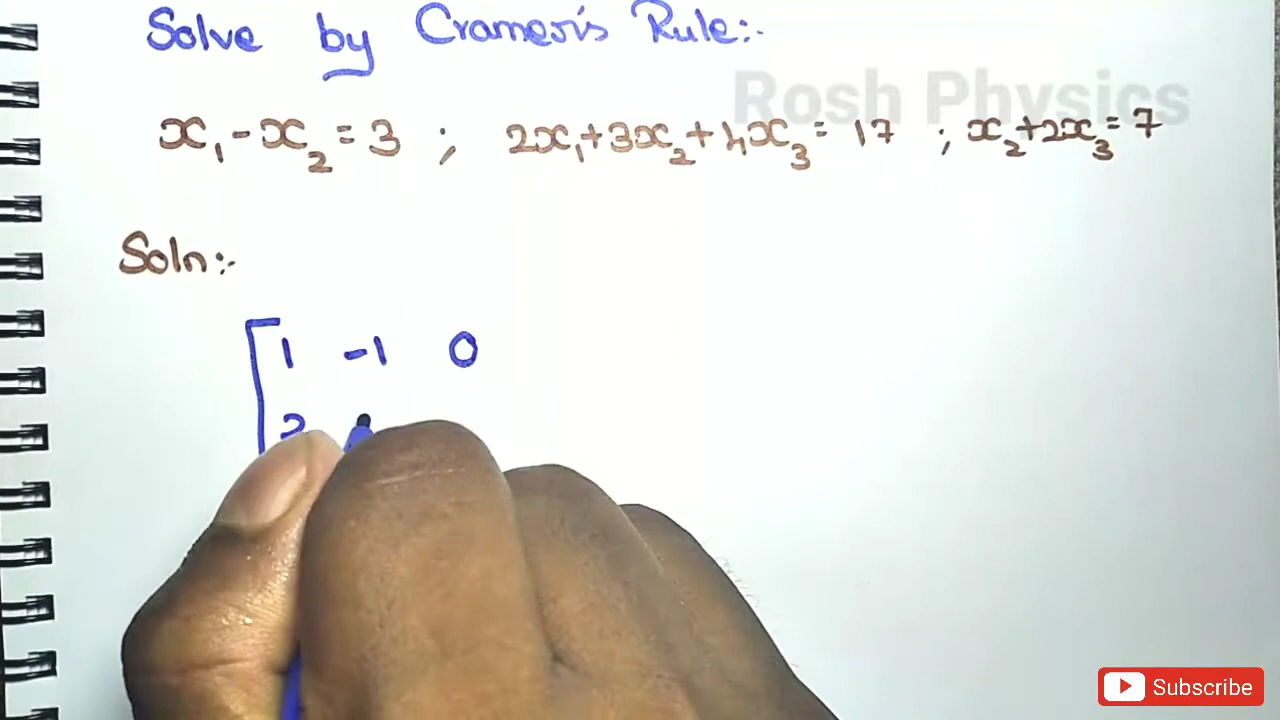 Solve by Cramer's Rule:-
Rosh Physics
x₁ - x₂ = 3 ; 2x₁ + 3x₂ + 4x₃ = 17 ; x₂ + 2x₃ = 7
Soln:-
1 -1 0
2
Subscribe